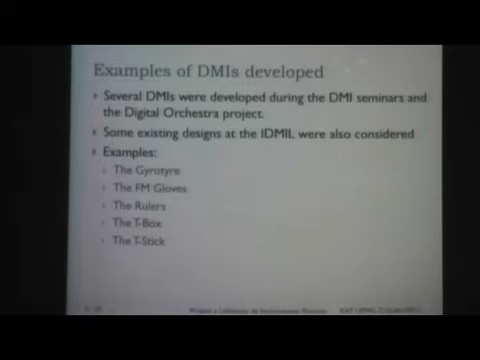 Examples of DMIs developed
Several DMIs were developed during the DMI seminars and
the Digital Orchestra project.
Some existing designs at the IDMIL were also considered
Examples:
The Gyrotyre
The FM Gloves
The Rulers
The T-Box
The T-Stick